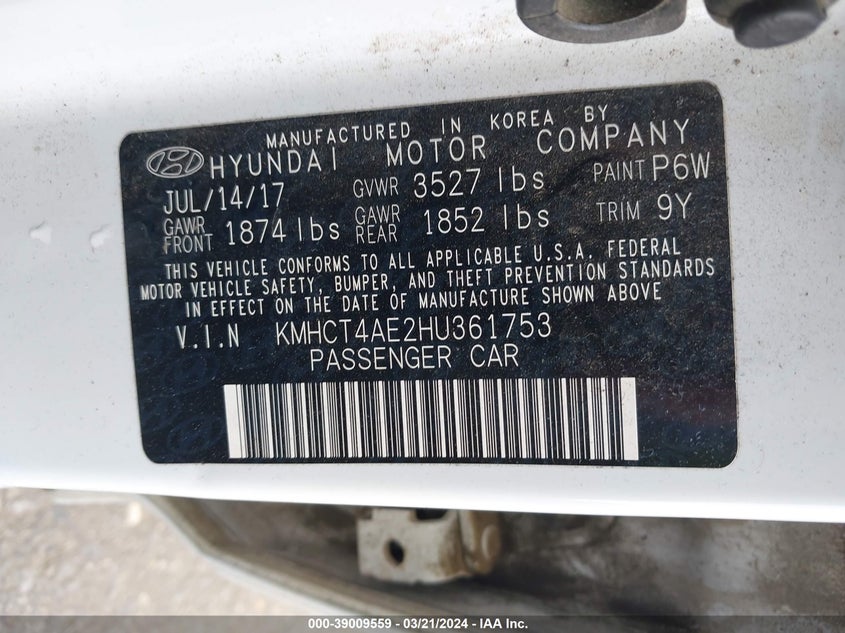 MANUFACTURED IN KOREA BY
HYUNDAI MOTOR COMPANY
JUL/14/17 GVWR 3527 lbs PAINT P6W
GAWR FRONT 1874 lbs GAWR REAR 1852 lbs TRIM 9Y
THIS VEHICLE CONFORMS TO ALL APPLICABLE U.S.A. FEDERAL
MOTOR VEHICLE SAFETY, BUMPER, AND THEFT PREVENTION STANDARDS
IN EFFECT ON THE DATE OF MANUFACTURE SHOWN ABOVE
V.I.N KMHCT4AE2HU361753
PASSENGER CAR
000-39009559 - 03/21/2024 - IAA Inc.